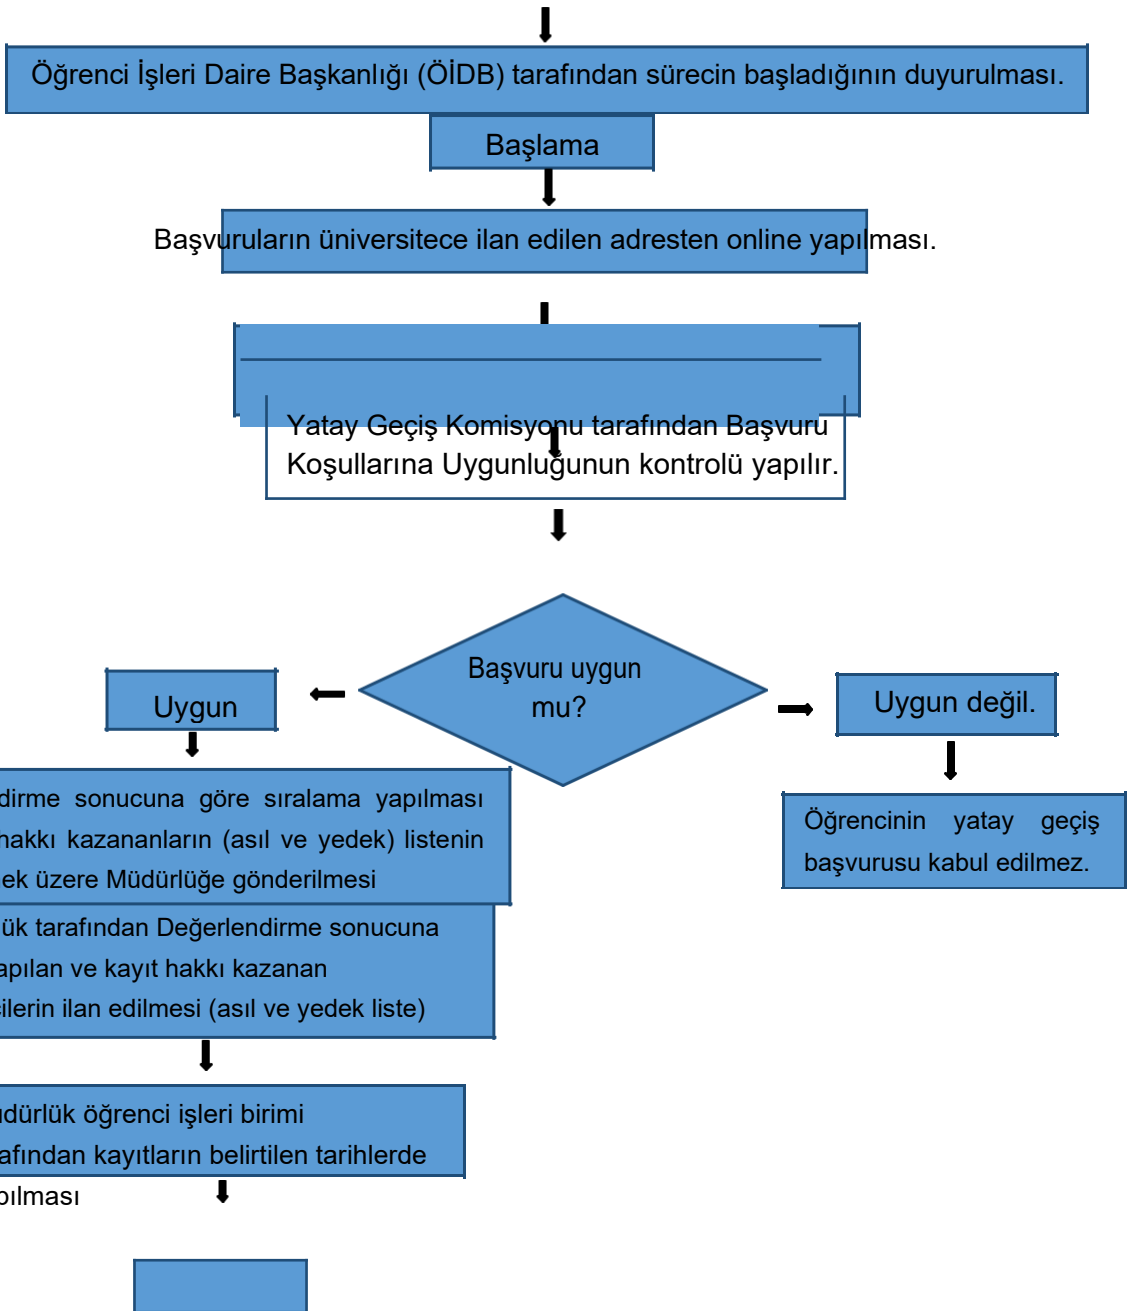 Öğrenci İşleri Daire Başkanlığı (ÖİDB) tarafından sürecin başladığının duyurulması.
Başlama
Başvuruların üniversitece ilan edilen adresten online yapılması.
Yatay Geçiş Komisyonu tarafından Başvuru
Koşullarına Uygunluğunun kontrolü yapılır.
Başvuru uygun
mu?
Uygun
Uygun değil.
dirme sonucuna göre sıralama yapılması
hakkı kazananların (asıl ve yedek) listenin
ek üzere Müdürlüğe gönderilmesi
Öğrencinin yatay geçiş
başvurusu kabul edilmez.
lük tarafından Değerlendirme sonucuna
apılan ve kayıt hakkı kazanan
cilerin ilan edilmesi (asıl ve yedek liste)
üdürlük öğrenci işleri birimi
afından kayıtların belirtilen tarihlerde
pılması